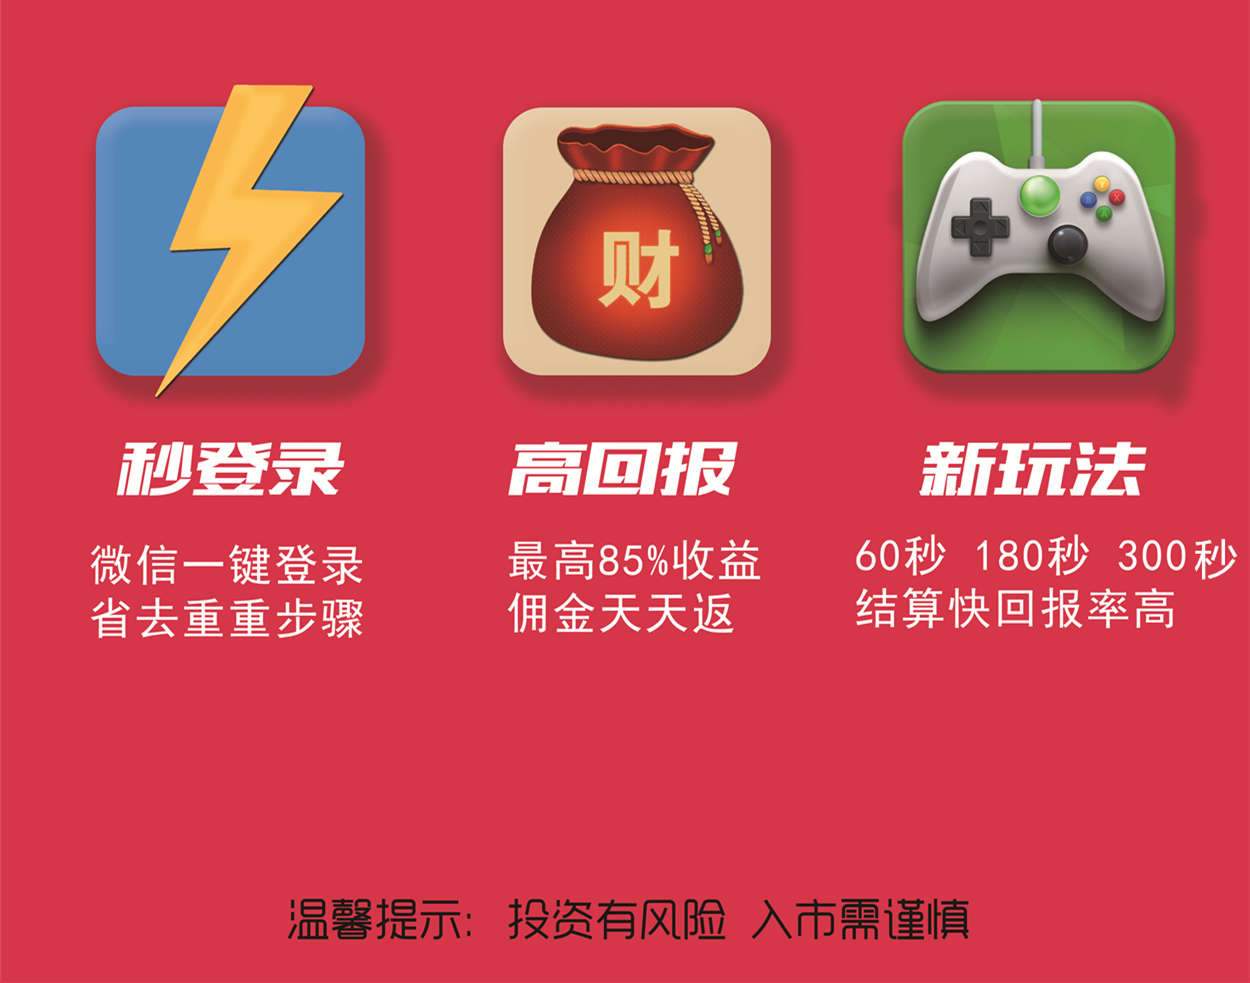 财
Y
X
B
A
秒登录
高回报
新玩法
微信一键登录
省去重重步骤
最高85%收益
佣金天天返
60秒 180秒 300秒
结算快回报率高
温馨提示: 投资有风险 入市需谨慎